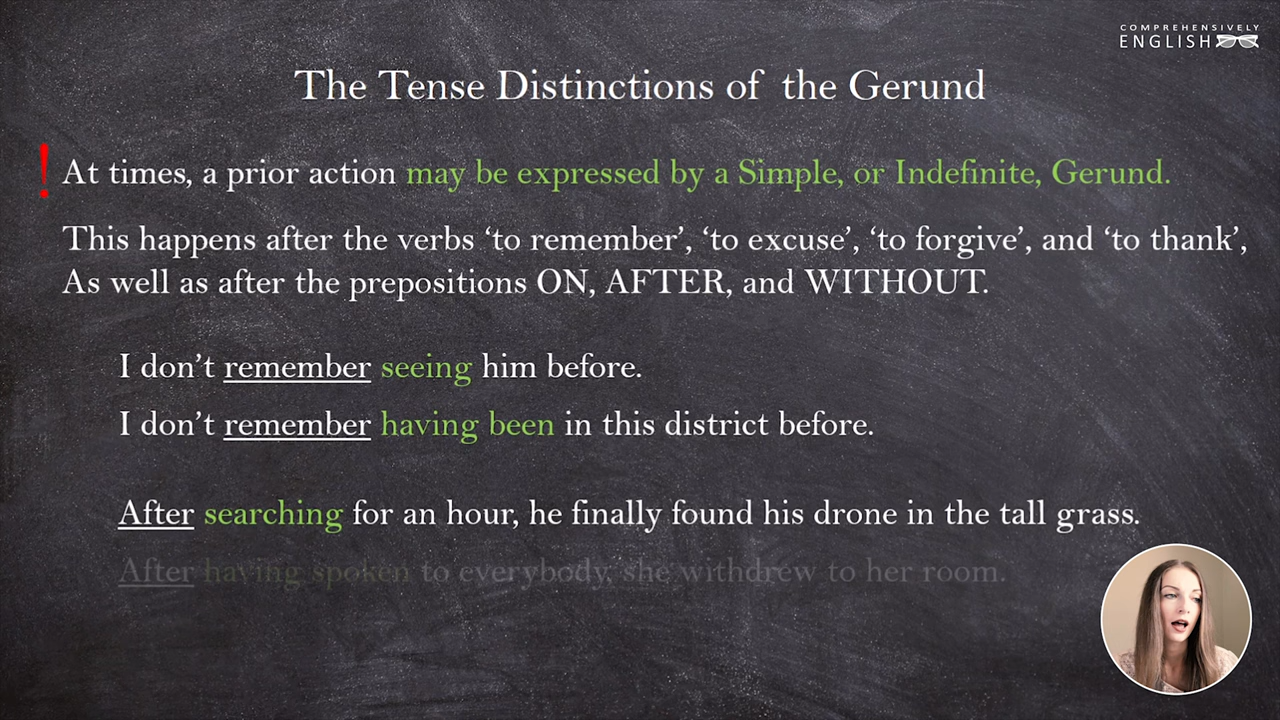 COMPREHENSIVELY
ENGLISH
The Tense Distinctions of the Gerund
! At times, a prior action may be expressed by a Simple, or Indefinite, Gerund.
This happens after the verbs ‘to remember’, ‘to excuse’, ‘to forgive’, and ‘to thank’,
As well as after the prepositions ON, AFTER, and WITHOUT.
I don’t remember seeing him before.
I don’t remember having been in this district before.
After searching for an hour, he finally found his drone in the tall grass.
After having spoken to everybody, she withdrew to her room.